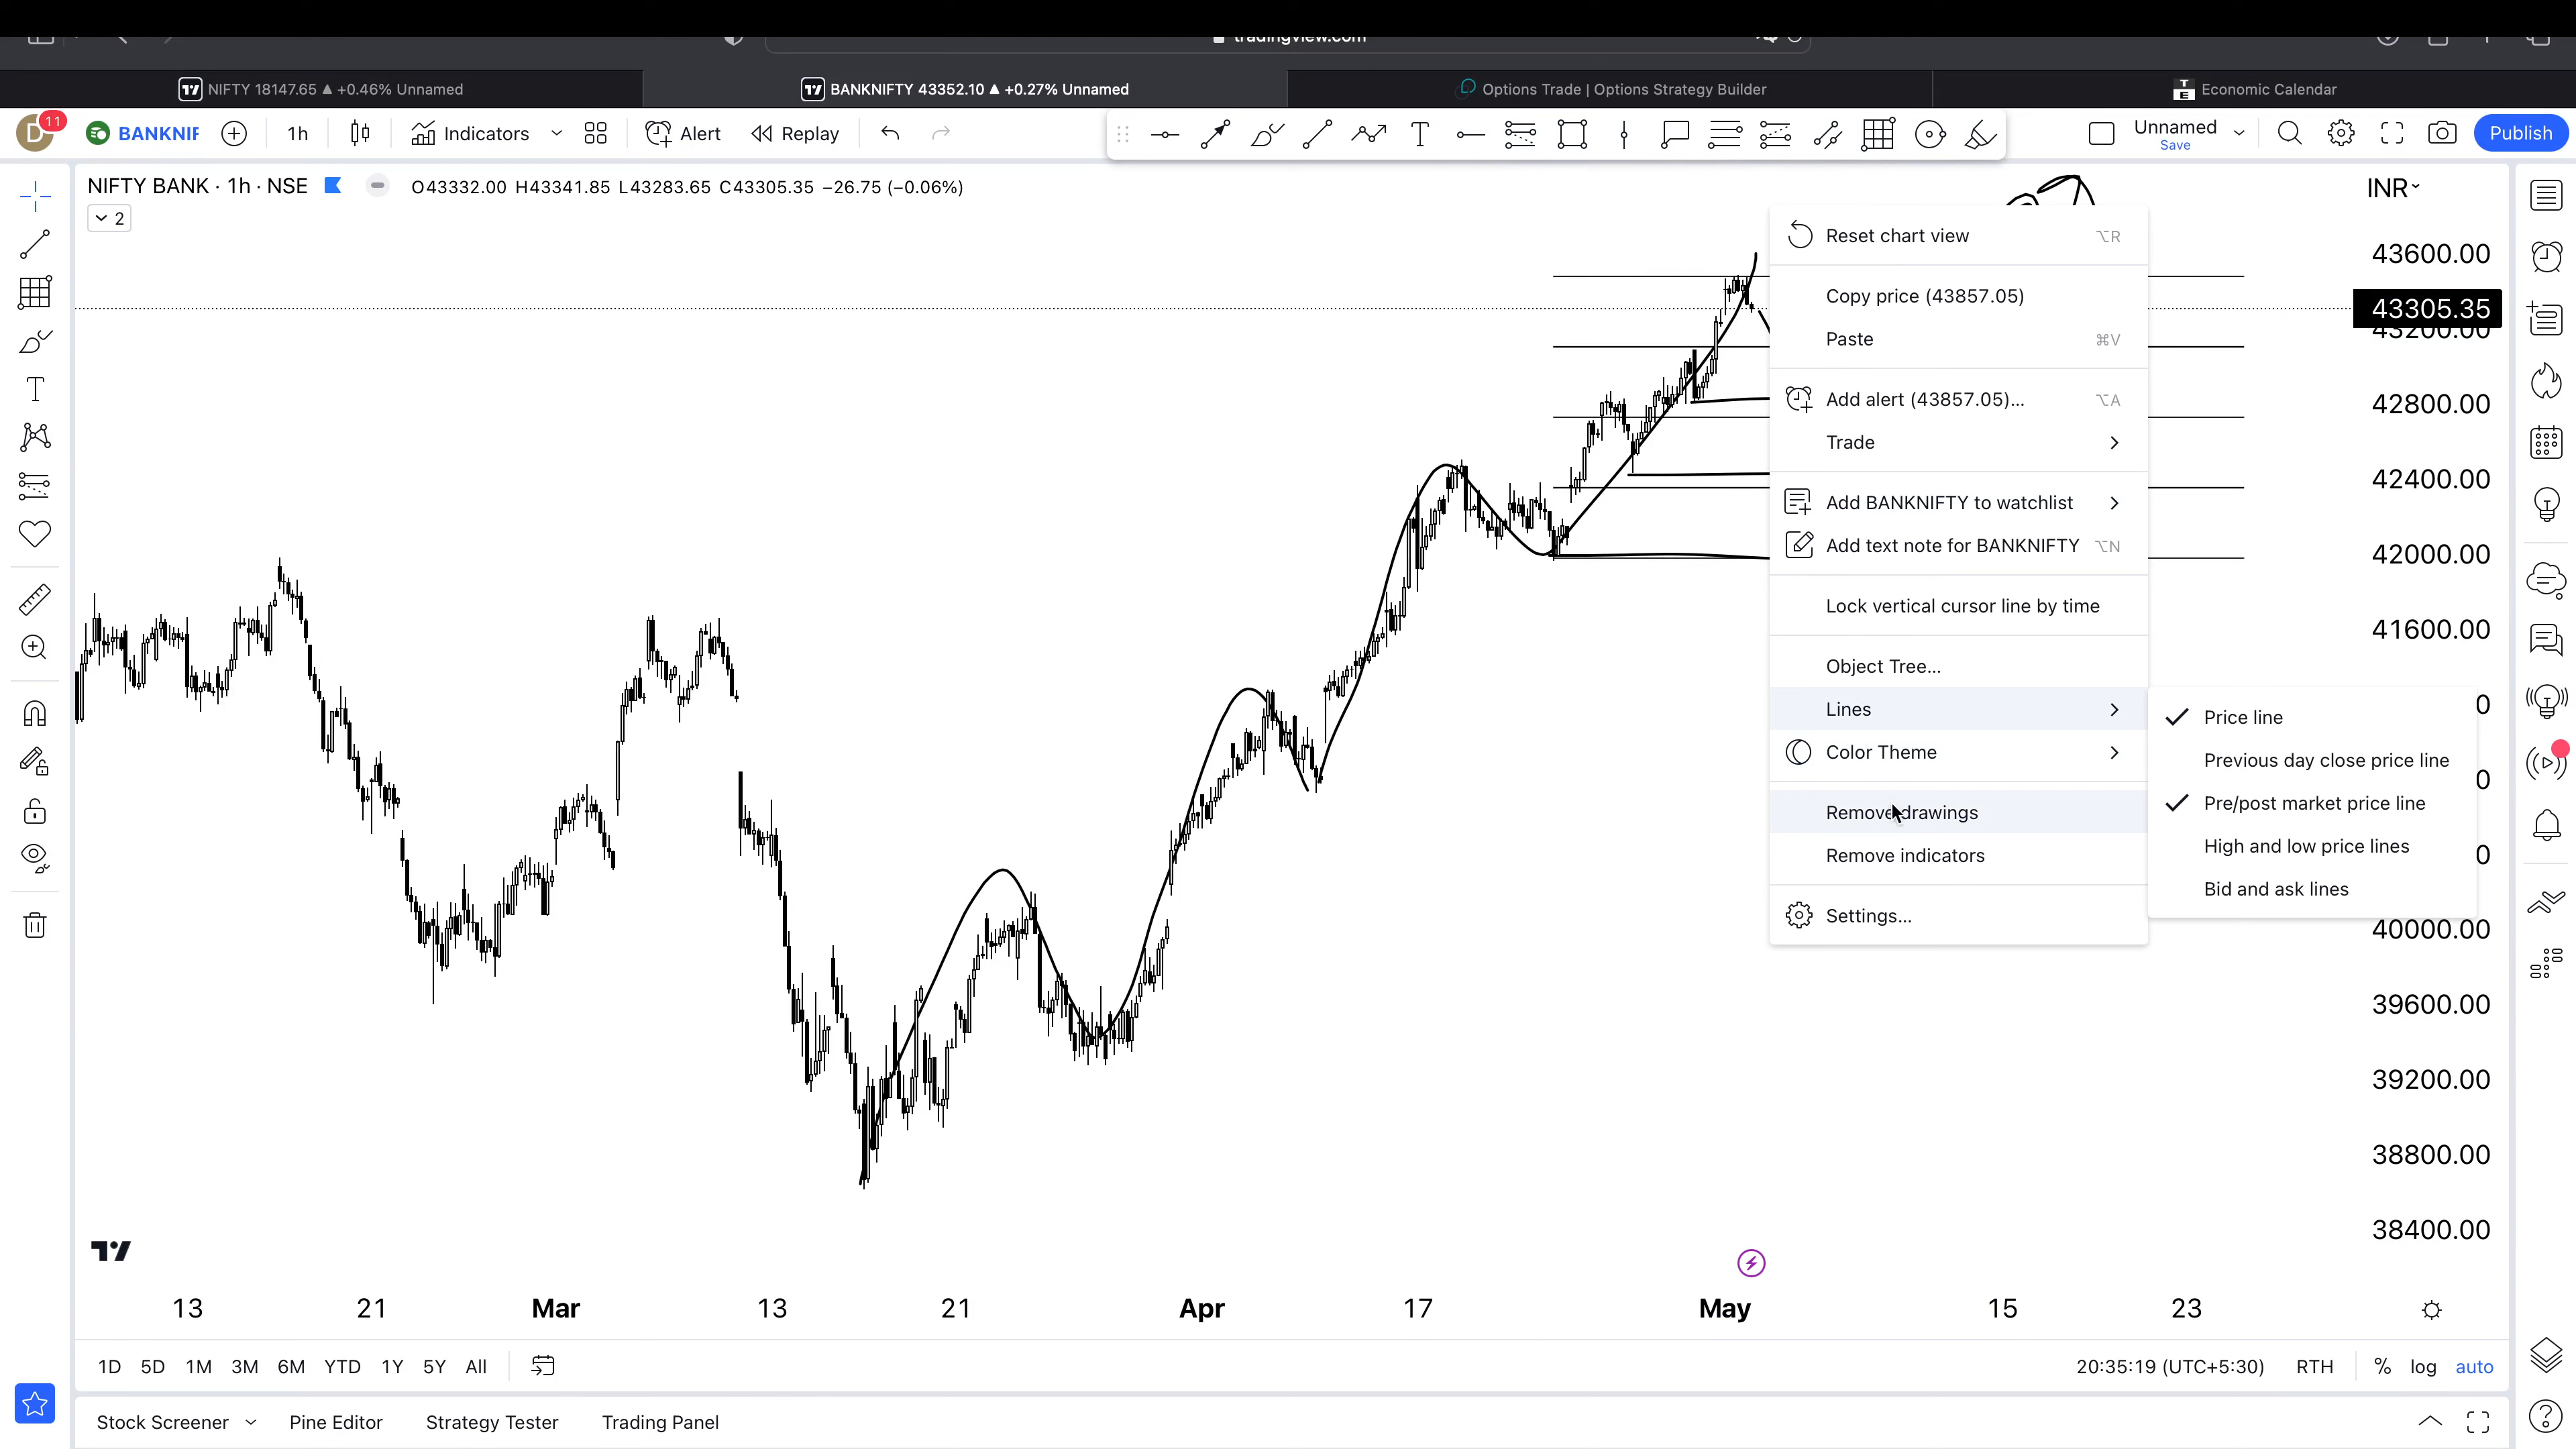 tradingview.com
NIFTY 18147.65 ▲ +0.46% Unnamed
BANKNIFTY 43352.10 ▲ +0.27% Unnamed
Options Trade | Options Strategy Builder
TE Economic Calendar
D 11 BANKNIF 1h Indicators Alert Replay
Unnamed
Save
Publish
NIFTY BANK · 1h · NSE O43332.00 H43341.85 L43283.65 C43305.35 −26.75 (−0.06%)
INR
2
Reset chart view ⌥R
Copy price (43857.05)
Paste ⌘V
Add alert (43857.05)... ⌥A
Trade
Add BANKNIFTY to watchlist
Add text note for BANKNIFTY ⌥N
Lock vertical cursor line by time
Object Tree...
Lines
Color Theme
Remove drawings
Remove indicators
Settings...
Price line
Previous day close price line
Pre/post market price line
High and low price lines
Bid and ask lines
43600.00
43305.35
43200.00
42800.00
42400.00
42000.00
41600.00
0
0
0
40000.00
39600.00
39200.00
38800.00
38400.00
13 21 Mar 13 21 Apr 17 May 15 23
1D 5D 1M 3M 6M YTD 1Y 5Y All
20:35:19 (UTC+5:30) RTH % log auto
Stock Screener Pine Editor Strategy Tester Trading Panel